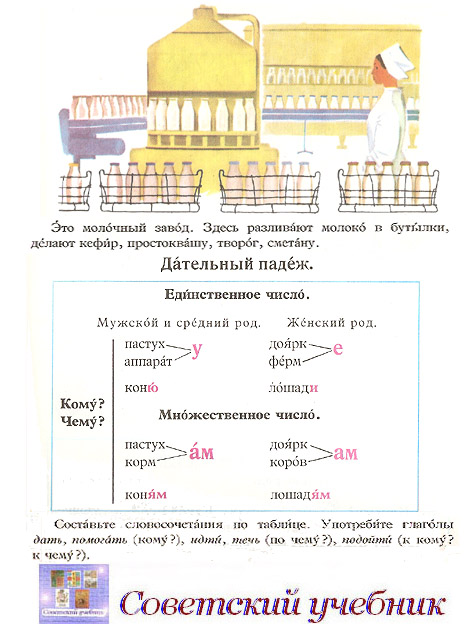 Э́то моло́чный заво́д. Здесь разлива́ют молоко́ в буты́лки,
де́лают кефи́р, простоква́шу, творо́г, смета́ну.
Да́тельный паде́ж.
Еди́нственное число́.
Мужско́й и сре́дний род. Же́нский род.
пастух доя́рк
у е
аппара́т фе́рм
коню́ ло́шади
Кому́?
Чему́?
Мно́жественное число́.
пастух доя́рк
а́м ам
корм коро́в
коня́м лошадя́м
Соста́вьте словосочета́ния по табли́це. Употреби́те глаго́лы
дать, помога́ть (кому́?), идти́, течь (по чему́?), подойти́ (к кому́?
к чему́?).
Советский учебник
Советский учебник